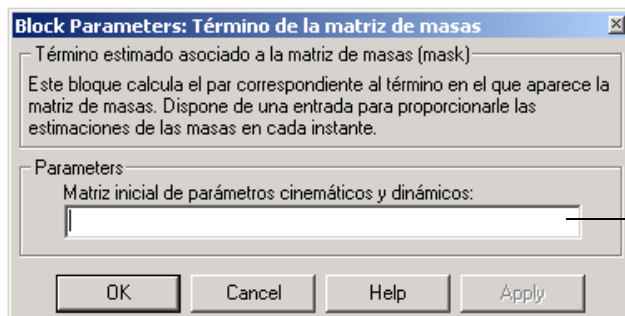 Block Parameters: Término de la matriz de masas
Término estimado asociado a la matriz de masas (mask)
Este bloque calcula el par correspondiente al término en el que aparece la
matriz de masas. Dispone de una entrada para proporcionarle las
estimaciones de las masas en cada instante.
Parameters
Matriz inicial de parámetros cinemáticos y dinámicos:
OK Cancel Help Apply